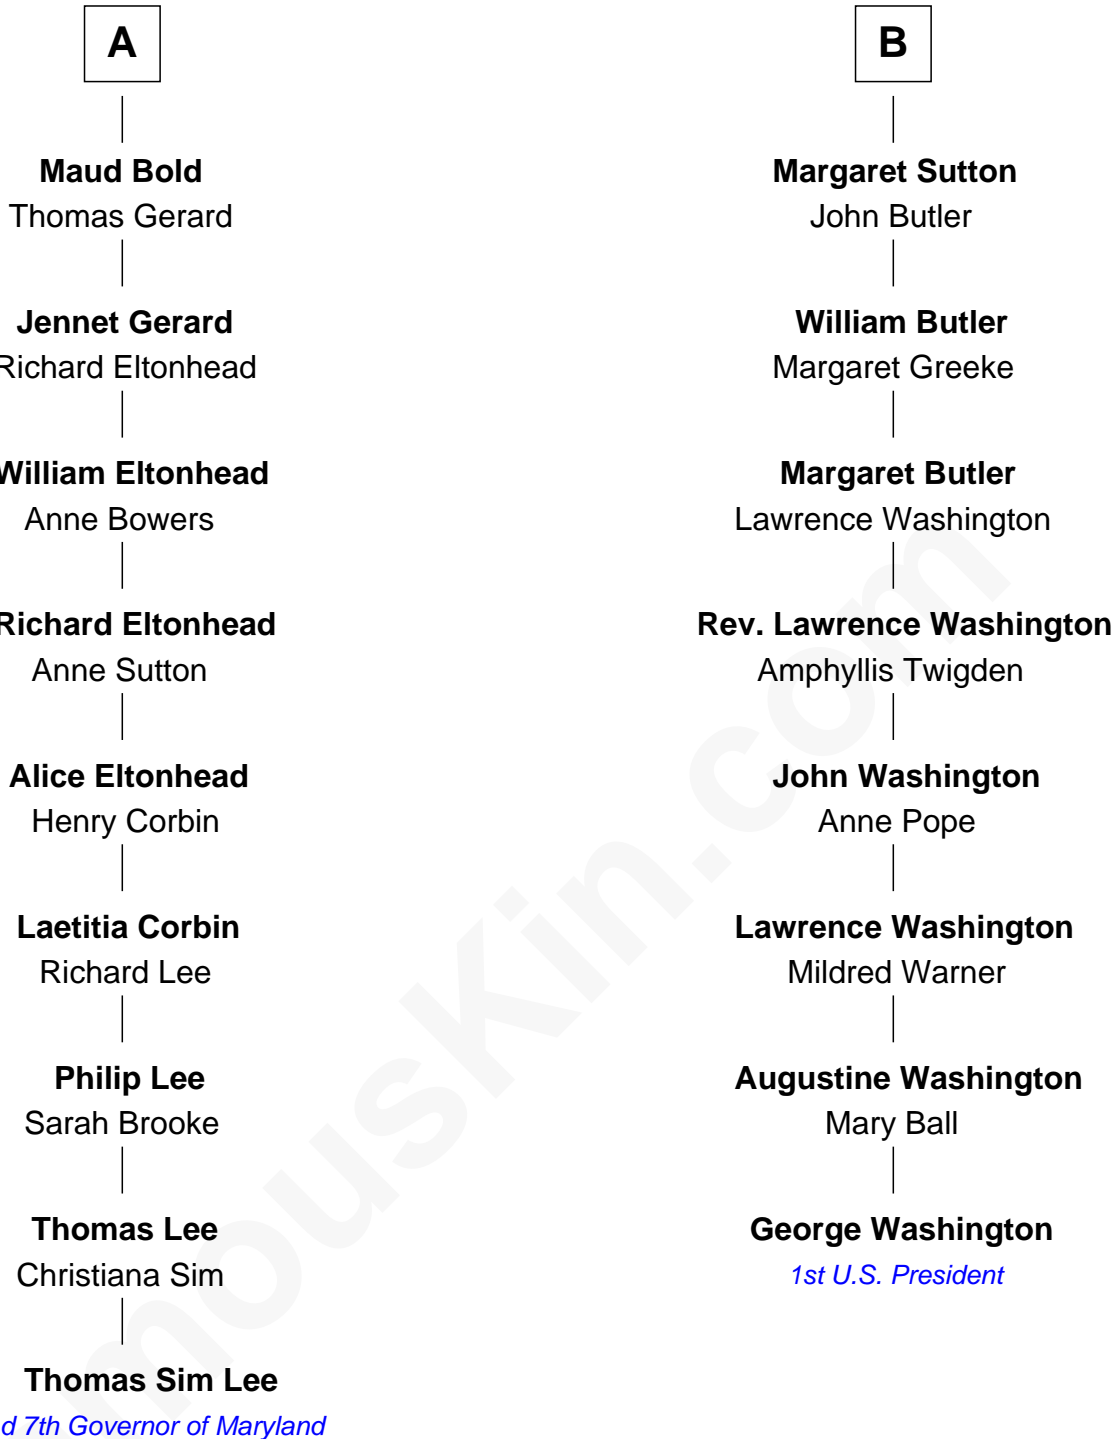 A
Maud Bold
Thomas Gerard
Jennet Gerard
Richard Eltonhead
William Eltonhead
Anne Bowers
Richard Eltonhead
Anne Sutton
Alice Eltonhead
Henry Corbin
Laetitia Corbin
Richard Lee
Philip Lee
Sarah Brooke
Thomas Lee
Christiana Sim
Thomas Sim Lee
d 7th Governor of Maryland
B
Margaret Sutton
John Butler
William Butler
Margaret Greeke
Margaret Butler
Lawrence Washington
Rev. Lawrence Washington
Amphyllis Twigden
John Washington
Anne Pope
Lawrence Washington
Mildred Warner
Augustine Washington
Mary Ball
George Washington
1st U.S. President
mousKin.com